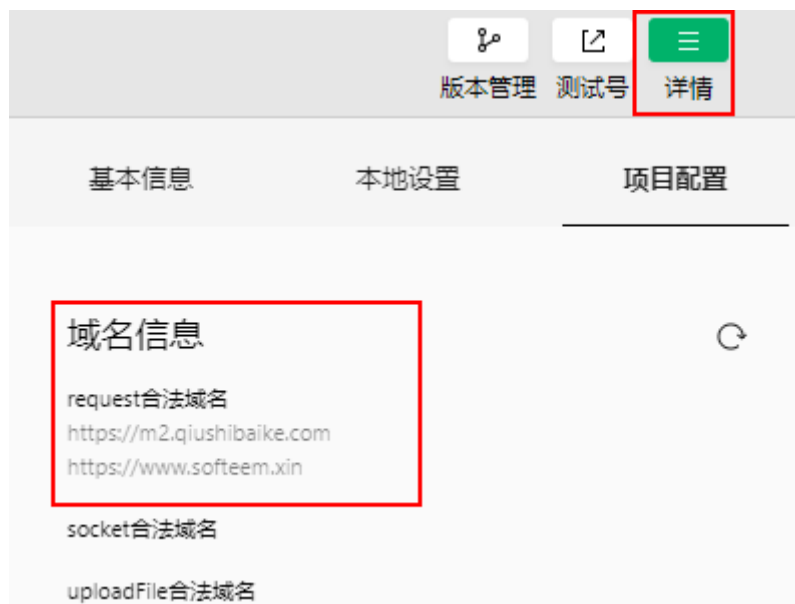 版本管理 测试号 详情
基本信息 本地设置 项目配置
域名信息
request合法域名
https://m2.qiushibaike.com
https://www.softeem.xin
socket合法域名
uploadFile合法域名